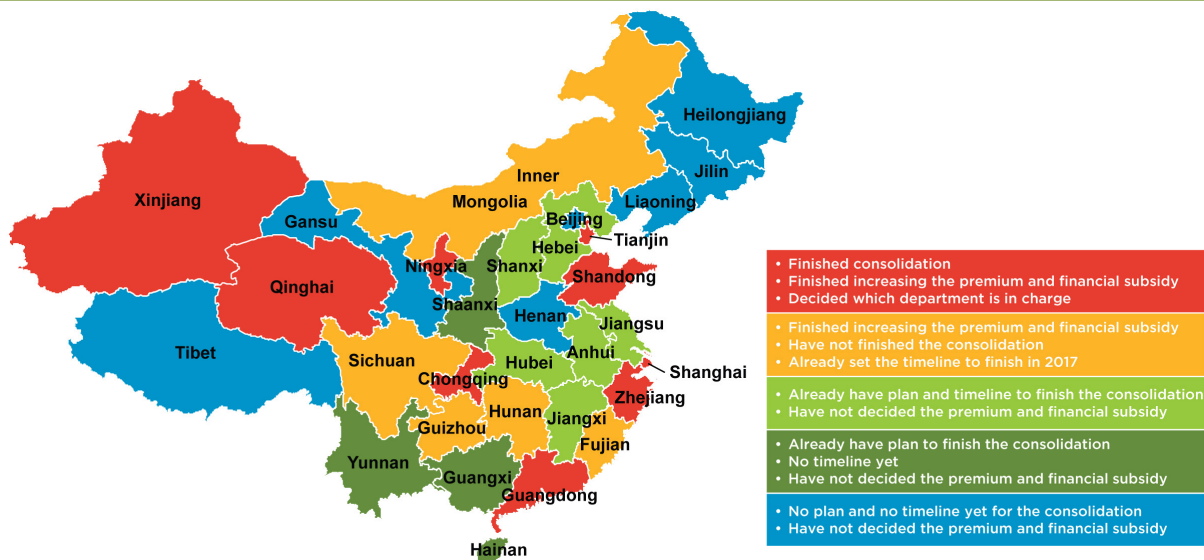 Heilongjiang
Jilin
Inner
Mongolia
Liaoning
Xinjiang
Gansu
Beijing
Tianjin
Hebei
Ningxia
Shanxi
Shandong
Qinghai
Shaanxi
Henan
Jiangsu
Tibet
Sichuan
Hubei
Anhui
Shanghai
Chongqing
Zhejiang
Hunan
Jiangxi
Guizhou
Fujian
Yunnan
Guangxi
Guangdong
Hainan
• Finished consolidation
• Finished increasing the premium and financial subsidy
• Decided which department is in charge
• Finished increasing the premium and financial subsidy
• Have not finished the consolidation
• Already set the timeline to finish in 2017
• Already have plan and timeline to finish the consolidation
• Have not decided the premium and financial subsidy
• Already have plan to finish the consolidation
• No timeline yet
• Have not decided the premium and financial subsidy
• No plan and no timeline yet for the consolidation
• Have not decided the premium and financial subsidy